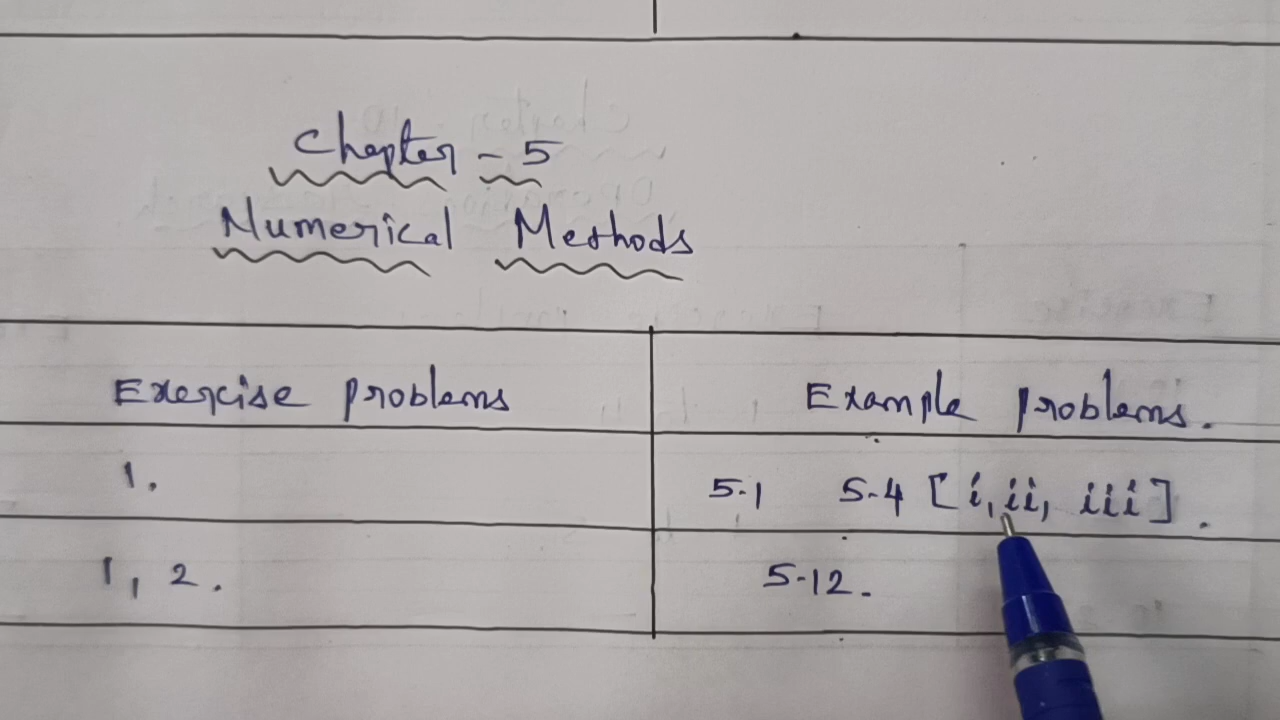 Chapter - 5
Numerical Methods
Exercise problems
Example problems.
1.
5.1 5.4 [i, ii, iii].
1, 2.
5.12.